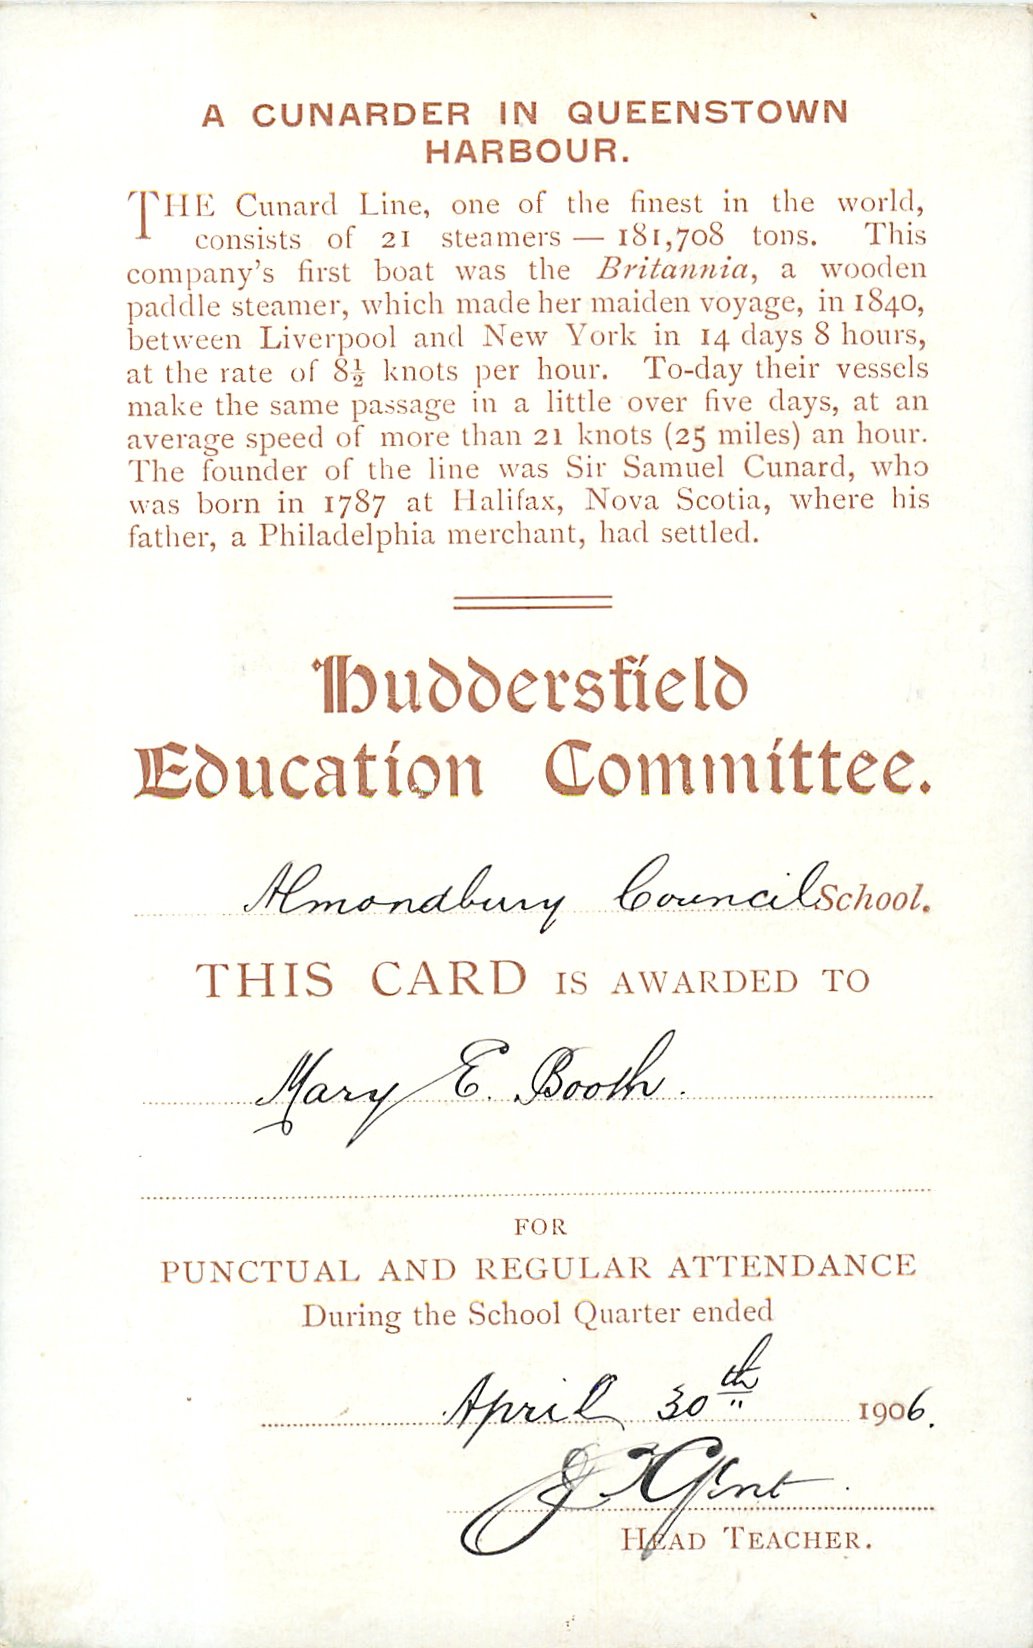 A CUNARDER IN QUEENSTOWN
HARBOUR.
THE Cunard Line, one of the finest in the world,
consists of 21 steamers — 181,708 tons. This
company's first boat was the Britannia, a wooden
paddle steamer, which made her maiden voyage, in 1840,
between Liverpool and New York in 14 days 8 hours,
at the rate of 8½ knots per hour. To-day their vessels
make the same passage in a little over five days, at an
average speed of more than 21 knots (25 miles) an hour.
The founder of the line was Sir Samuel Cunard, who
was born in 1787 at Halifax, Nova Scotia, where his
father, a Philadelphia merchant, had settled.
Huddersfield
Education Committee.
Almondbury Council School.
THIS CARD IS AWARDED TO
Mary E. Booth.
FOR
PUNCTUAL AND REGULAR ATTENDANCE
During the School Quarter ended
April 30th 1906.
Gent
HEAD TEACHER.